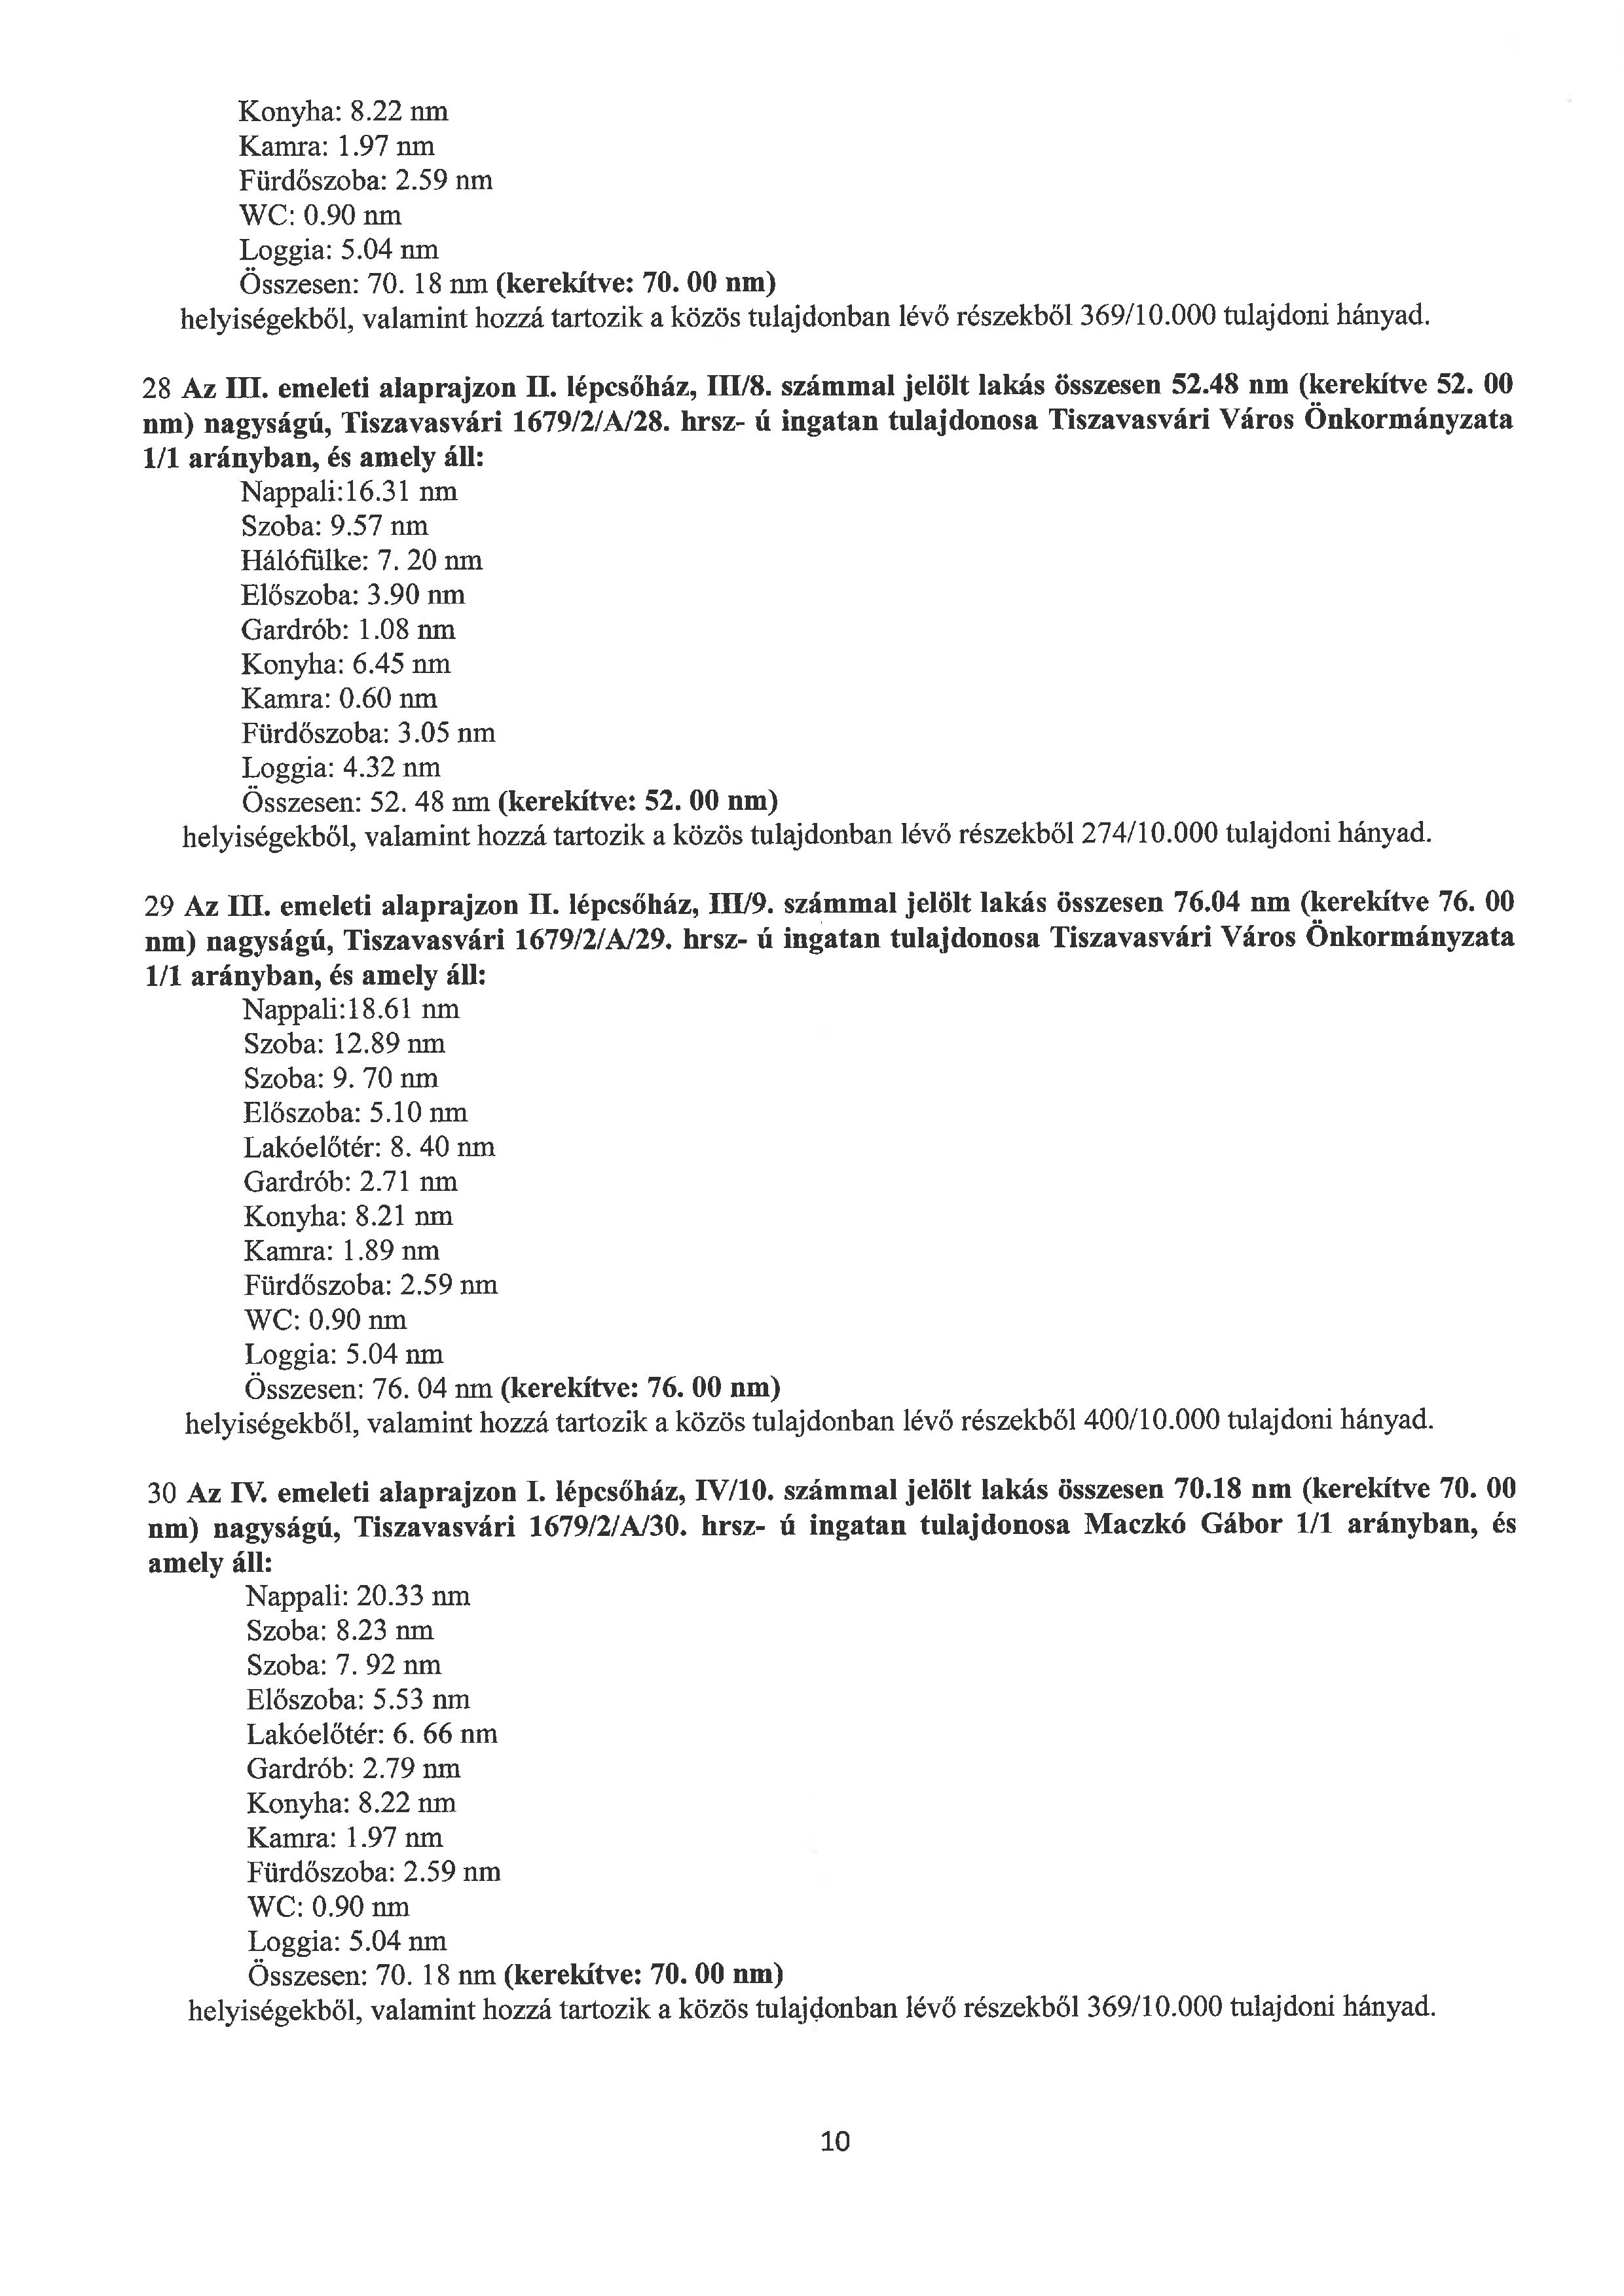 Konyha: 8.22 nm
Kamra: 1.97 nm
Fürdőszoba: 2.59 nm
WC: 0.90 nm
Loggia: 5.04 nm
Összesen: 70. 18 nm (kerekítve: 70. 00 nm)
helyiségekből, valamint hozzá tartozik a közös tulajdonban lévő részekből 369/10.000 tulajdoni hányad.
28 Az III. emeleti alaprajzon II. lépcsőház, III/8. számmal jelölt lakás összesen 52.48 nm (kerekítve 52. 00
nm) nagyságú, Tiszavasvári 1679/2/A/28. hrsz- ú ingatan tulajdonosa Tiszavasvári Város Önkormányzata
1/1 arányban, és amely áll:
Nappali:16.31 nm
Szoba: 9.57 nm
Hálófülke: 7. 20 nm
Előszoba: 3.90 nm
Gardrób: 1.08 nm
Konyha: 6.45 nm
Kamra: 0.60 nm
Fürdőszoba: 3.05 nm
Loggia: 4.32 nm
Összesen: 52. 48 nm (kerekítve: 52. 00 nm)
helyiségekből, valamint hozzá tartozik a közös tulajdonban lévő részekből 274/10.000 tulajdoni hányad.
29 Az III. emeleti alaprajzon II. lépcsőház, III/9. számmal jelölt lakás összesen 76.04 nm (kerekítve 76. 00
nm) nagyságú, Tiszavasvári 1679/2/A/29. hrsz- ú ingatan tulajdonosa Tiszavasvári Város Önkormányzata
1/1 arányban, és amely áll:
Nappali:18.61 nm
Szoba: 12.89 nm
Szoba: 9. 70 nm
Előszoba: 5.10 nm
Lakóelőtér: 8. 40 nm
Gardrób: 2.71 nm
Konyha: 8.21 nm
Kamra: 1.89 nm
Fürdőszoba: 2.59 nm
WC: 0.90 nm
Loggia: 5.04 nm
Összesen: 76. 04 nm (kerekítve: 76. 00 nm)
helyiségekből, valamint hozzá tartozik a közös tulajdonban lévő részekből 400/10.000 tulajdoni hányad.
30 Az IV. emeleti alaprajzon I. lépcsőház, IV/10. számmal jelölt lakás összesen 70.18 nm (kerekítve 70. 00
nm) nagyságú, Tiszavasvári 1679/2/A/30. hrsz- ú ingatan tulajdonosa Maczkó Gábor 1/1 arányban, és
amely áll:
Nappali: 20.33 nm
Szoba: 8.23 nm
Szoba: 7. 92 nm
Előszoba: 5.53 nm
Lakóelőtér: 6. 66 nm
Gardrób: 2.79 nm
Konyha: 8.22 nm
Kamra: 1.97 nm
Fürdőszoba: 2.59 nm
WC: 0.90 nm
Loggia: 5.04 nm
Összesen: 70. 18 nm (kerekítve: 70. 00 nm)
helyiségekből, valamint hozzá tartozik a közös tulajdonban lévő részekből 369/10.000 tulajdoni hányad.
10